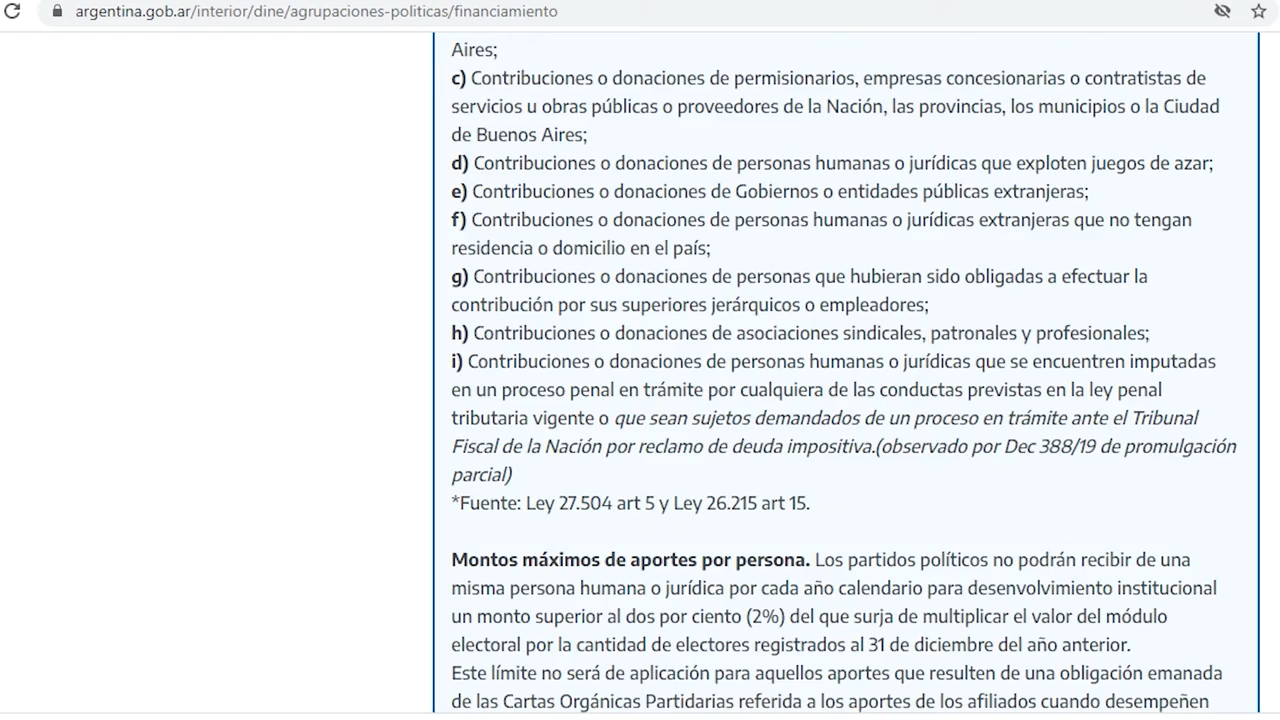 argentina.gob.ar/interior/dine/agrupaciones-politicas/financiamiento
Aires;
c) Contribuciones o donaciones de permisionarios, empresas concesionarias o contratistas de
servicios u obras públicas o proveedores de la Nación, las provincias, los municipios o la Ciudad
de Buenos Aires;
d) Contribuciones o donaciones de personas humanas o jurídicas que exploten juegos de azar;
e) Contribuciones o donaciones de Gobiernos o entidades públicas extranjeras;
f) Contribuciones o donaciones de personas humanas o jurídicas extranjeras que no tengan
residencia o domicilio en el país;
g) Contribuciones o donaciones de personas que hubieran sido obligadas a efectuar la
contribución por sus superiores jerárquicos o empleadores;
h) Contribuciones o donaciones de asociaciones sindicales, patronales y profesionales;
i) Contribuciones o donaciones de personas humanas o jurídicas que se encuentren imputadas
en un proceso penal en trámite por cualquiera de las conductas previstas en la ley penal
tributaria vigente o que sean sujetos demandados de un proceso en trámite ante el Tribunal
Fiscal de la Nación por reclamo de deuda impositiva.(observado por Dec 388/19 de promulgación
parcial)
*Fuente: Ley 27.504 art 5 y Ley 26.215 art 15.
Montos máximos de aportes por persona. Los partidos políticos no podrán recibir de una
misma persona humana o jurídica por cada año calendario para desenvolvimiento institucional
un monto superior al dos por ciento (2%) del que surja de multiplicar el valor del módulo
electoral por la cantidad de electores registrados al 31 de diciembre del año anterior.
Este límite no será de aplicación para aquellos aportes que resulten de una obligación emanada
de las Cartas Orgánicas Partidarias referida a los aportes de los afiliados cuando desempeñen